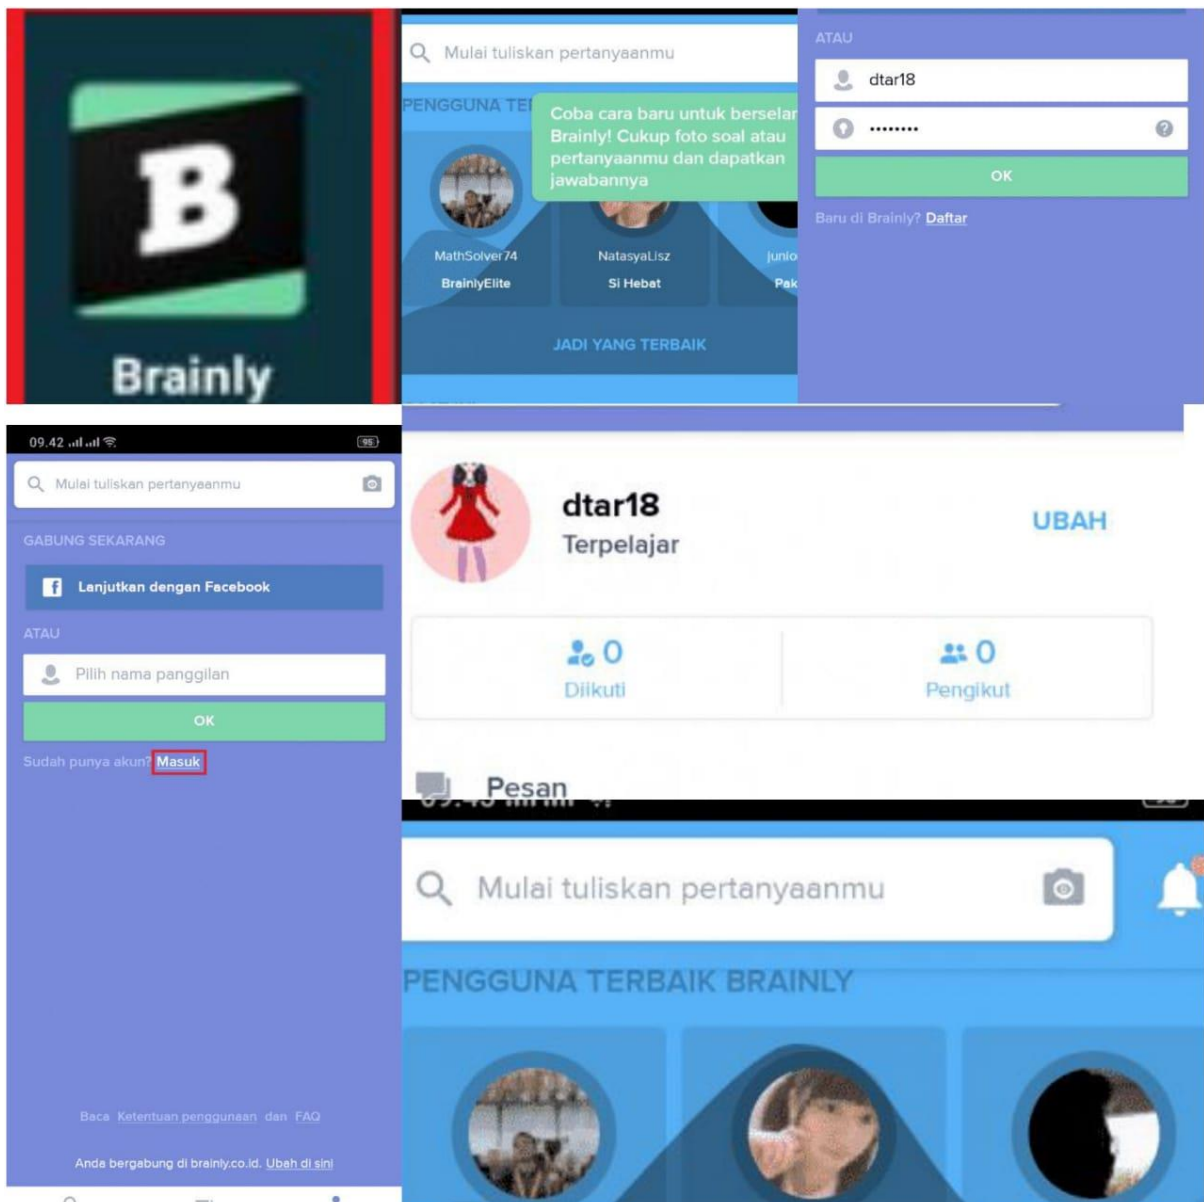 B
Brainly
Mulai tuliskan pertanyaanmu
PENGGUNA TE
Coba cara baru untuk berselan
Brainly! Cukup foto soal atau
pertanyaanmu dan dapatkan
jawabannya
MathSolver74
BrainlyElite
NatasyaLisz
Si Hebat
junio
Pak
JADI YANG TERBAIK
ATAU
dtar18
••••••••
OK
Baru di Brainly? Daftar
09.42
95
Mulai tuliskan pertanyaanmu
GABUNG SEKARANG
f Lanjutkan dengan Facebook
ATAU
Pilih nama panggilan
OK
Sudah punya akun? Masuk
Baca Ketentuan penggunaan dan FAQ
Anda bergabung di brainly.co.id. Ubah di sini
dtar18
Terpelajar
UBAH
0
Diikuti
0
Pengikut
Pesan
Mulai tuliskan pertanyaanmu
PENGGUNA TERBAIK BRAINLY